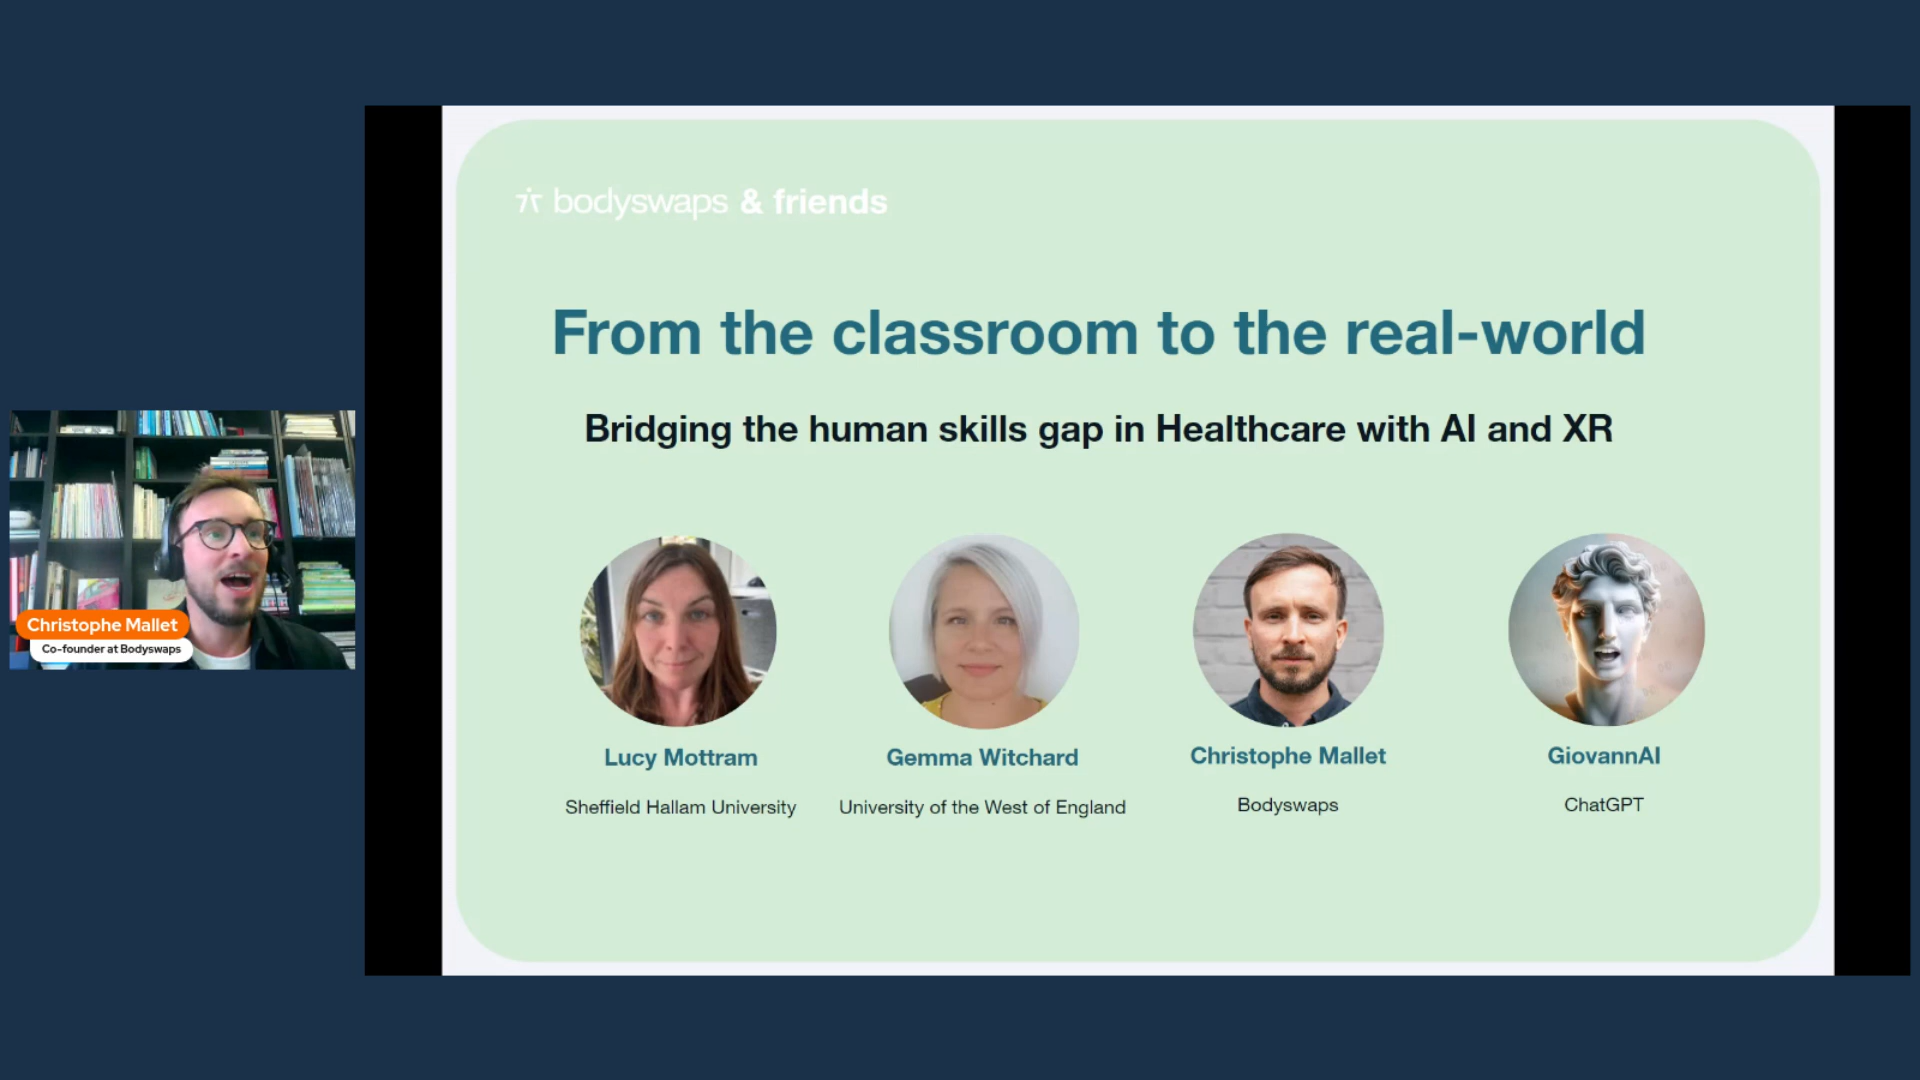 bodyswaps & friends
From the classroom to the real-world
Bridging the human skills gap in Healthcare with AI and XR
Christophe Mallet
Co-founder at Bodyswaps
Lucy Mottram
Sheffield Hallam University
Gemma Witchard
University of the West of England
Christophe Mallet
Bodyswaps
GiovannAI
ChatGPT